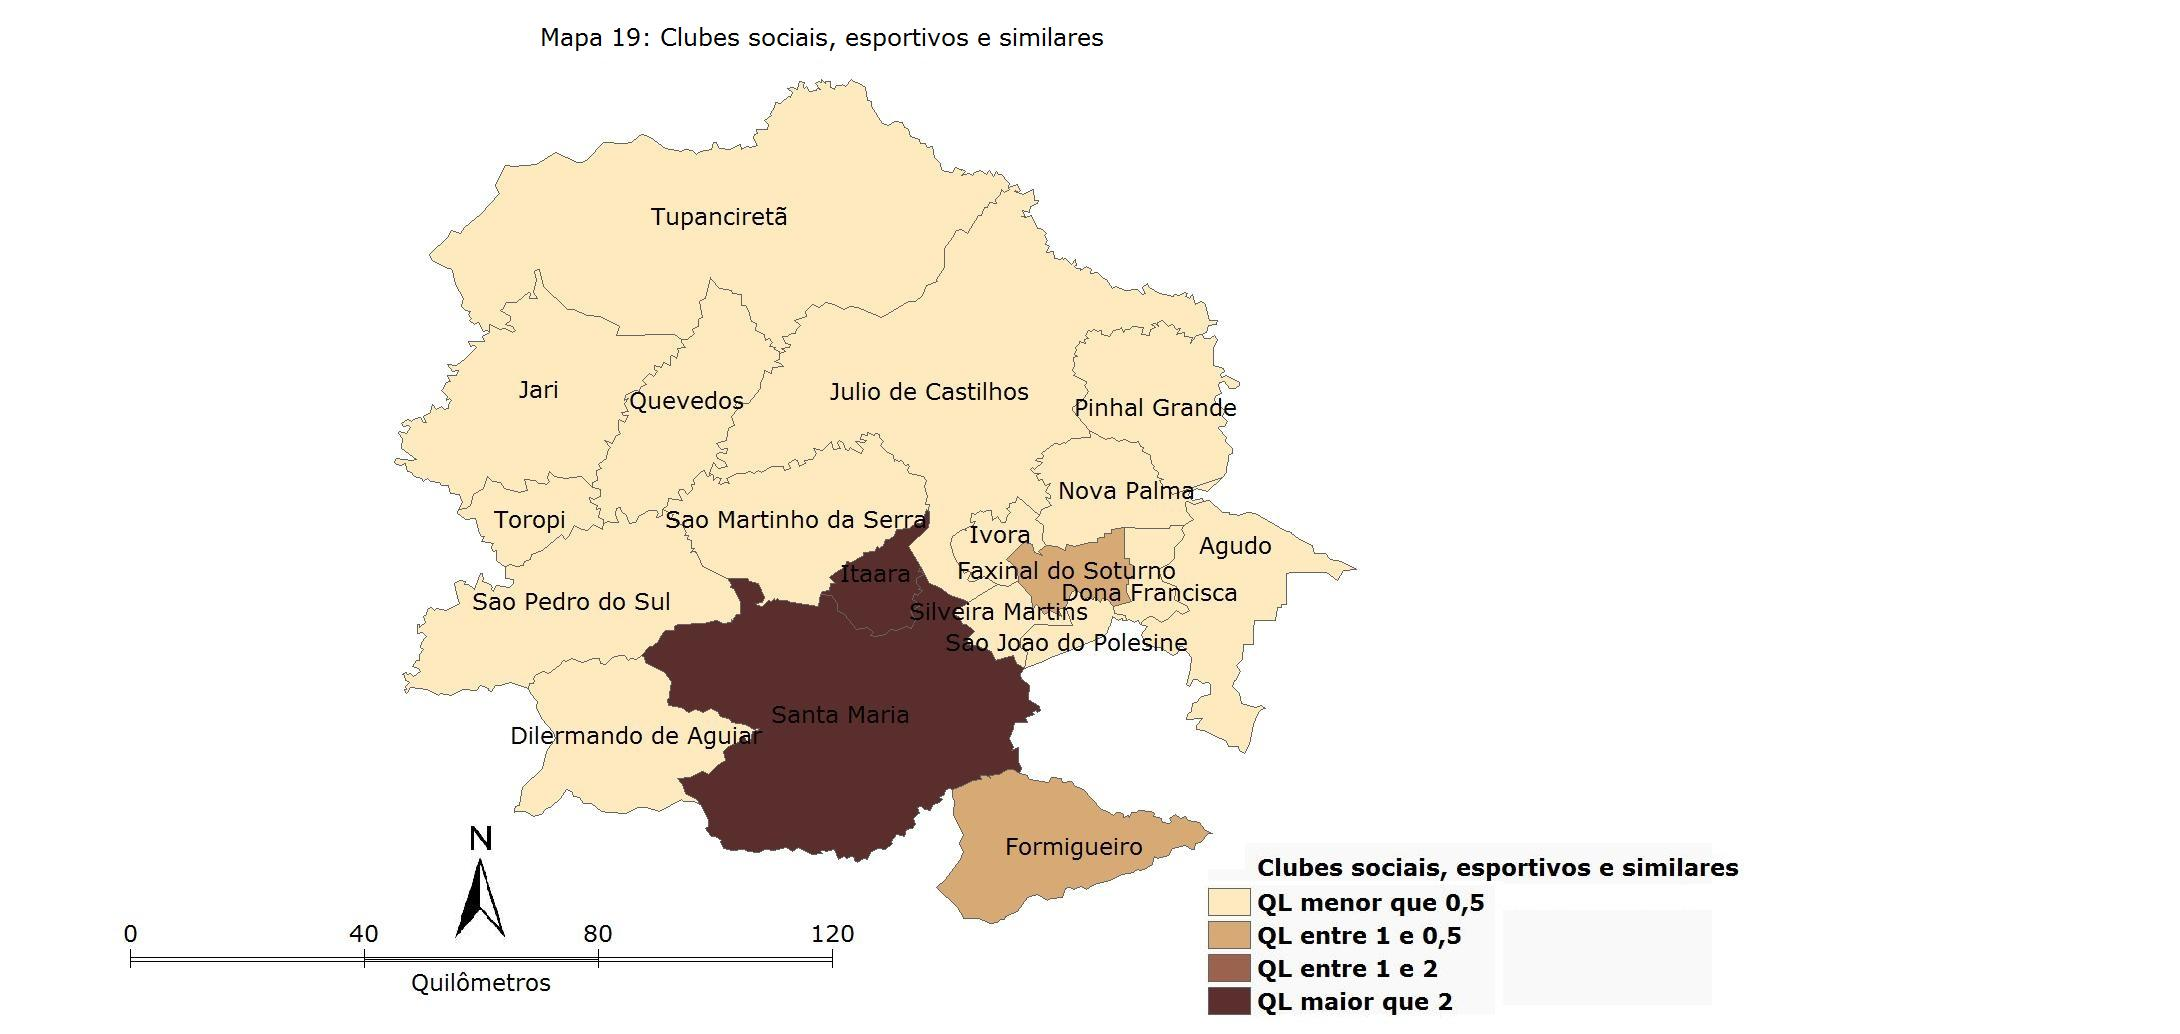 Mapa 19: Clubes sociais, esportivos e similares
Tupanciretã
Jari
Quevedos
Julio de Castilhos
Pinhal Grande
Nova Palma
Toropi
Sao Martinho da Serra
Ivora
Agudo
Itaara
Faxinal do Soturno
Dona Francisca
Sao Pedro do Sul
Silveira Martins
Sao Joao do Polesine
Santa Maria
Dilermando de Aguiar
Formigueiro
N
0 40 80 120
Quilômetros
Clubes sociais, esportivos e similares
QL menor que 0,5
QL entre 1 e 0,5
QL entre 1 e 2
QL maior que 2